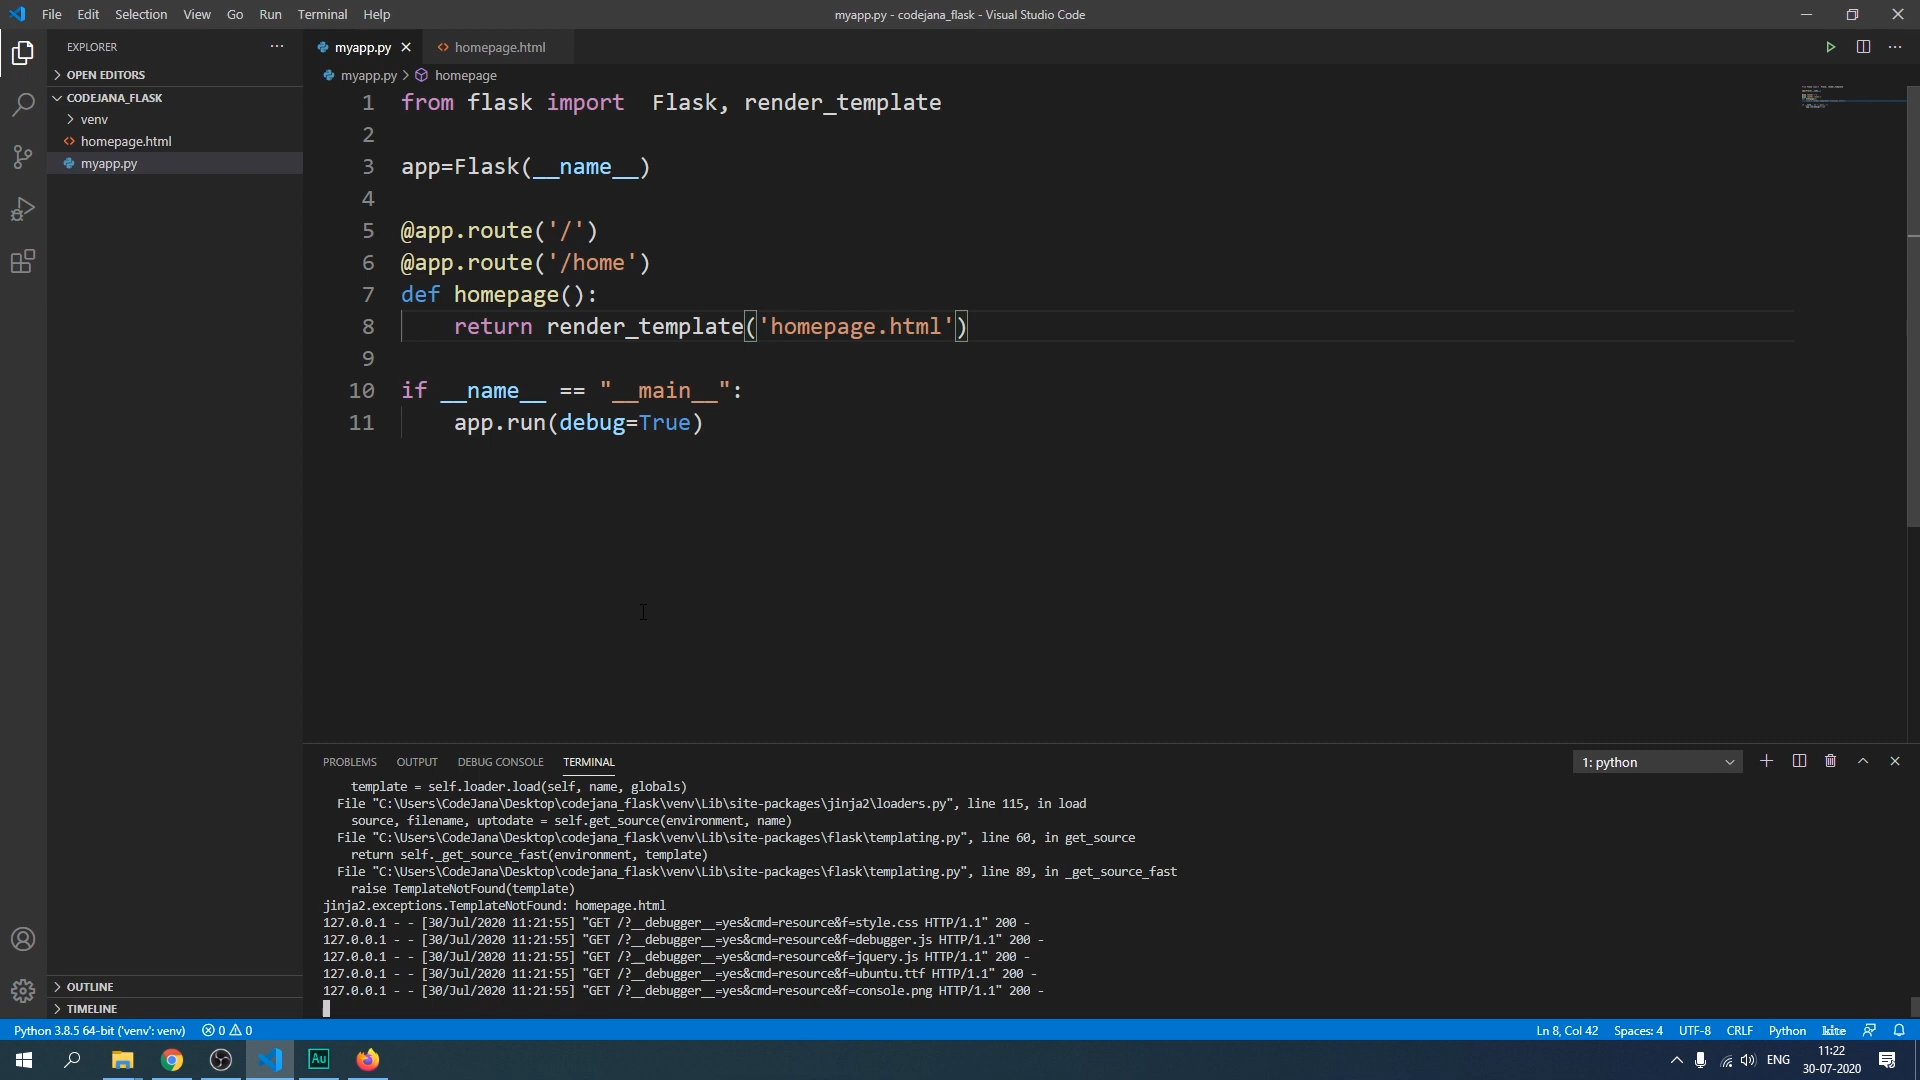 File Edit Selection View Go Run Terminal Help
myapp.py - codejana_flask - Visual Studio Code
EXPLORER
OPEN EDITORS
CODEJANA_FLASK
venv
homepage.html
myapp.py
OUTLINE
TIMELINE
myapp.py homepage.html
myapp.py homepage
1 from flask import  Flask, render_template
2
3 app=Flask(__name__)
4
5 @app.route('/')
6 @app.route('/home')
7 def homepage():
8 return render_template('homepage.html')
9
10 if __name__ == "__main__":
11 app.run(debug=True)
PROBLEMS OUTPUT DEBUG CONSOLE TERMINAL
1: python
template = self.loader.load(self, name, globals)
File "C:\Users\CodeJana\Desktop\codejana_flask\venv\Lib\site-packages\jinja2\loaders.py", line 115, in load
source, filename, uptodate = self.get_source(environment, name)
File "C:\Users\CodeJana\Desktop\codejana_flask\venv\Lib\site-packages\flask\templating.py", line 60, in get_source
return self._get_source_fast(environment, template)
File "C:\Users\CodeJana\Desktop\codejana_flask\venv\Lib\site-packages\flask\templating.py", line 89, in _get_source_fast
raise TemplateNotFound(template)
jinja2.exceptions.TemplateNotFound: homepage.html
127.0.0.1 - - [30/Jul/2020 11:21:55] "GET /?__debugger__=yes&cmd=resource&f=style.css HTTP/1.1" 200 -
127.0.0.1 - - [30/Jul/2020 11:21:55] "GET /?__debugger__=yes&cmd=resource&f=debugger.js HTTP/1.1" 200 -
127.0.0.1 - - [30/Jul/2020 11:21:55] "GET /?__debugger__=yes&cmd=resource&f=jquery.js HTTP/1.1" 200 -
127.0.0.1 - - [30/Jul/2020 11:21:55] "GET /?__debugger__=yes&cmd=resource&f=ubuntu.ttf HTTP/1.1" 200 -
127.0.0.1 - - [30/Jul/2020 11:21:55] "GET /?__debugger__=yes&cmd=resource&f=console.png HTTP/1.1" 200 -
Python 3.8.5 64-bit ('venv': venv) 0 0
Ln 8, Col 42 Spaces: 4 UTF-8 CRLF Python kite
Au
ENG
11:22
30-07-2020